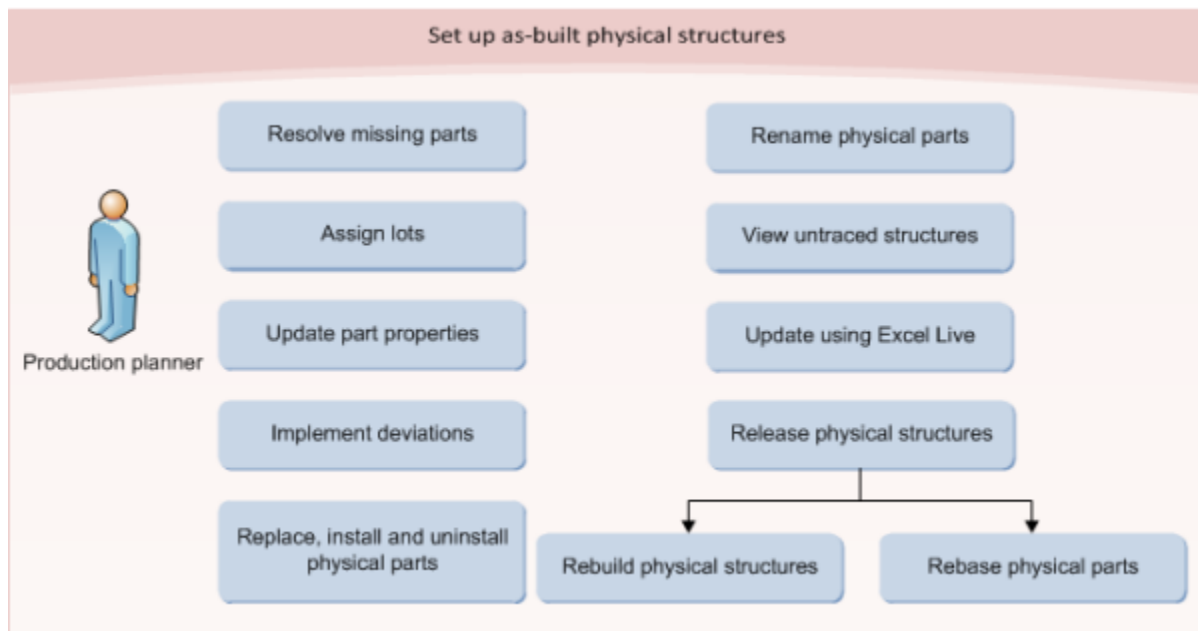 Set up as-built physical structures
Resolve missing parts
Rename physical parts
Assign lots
View untraced structures
Production planner
Update part properties
Update using Excel Live
Implement deviations
Release physical structures
Replace, install and uninstall
physical parts
Rebuild physical structures
Rebase physical parts